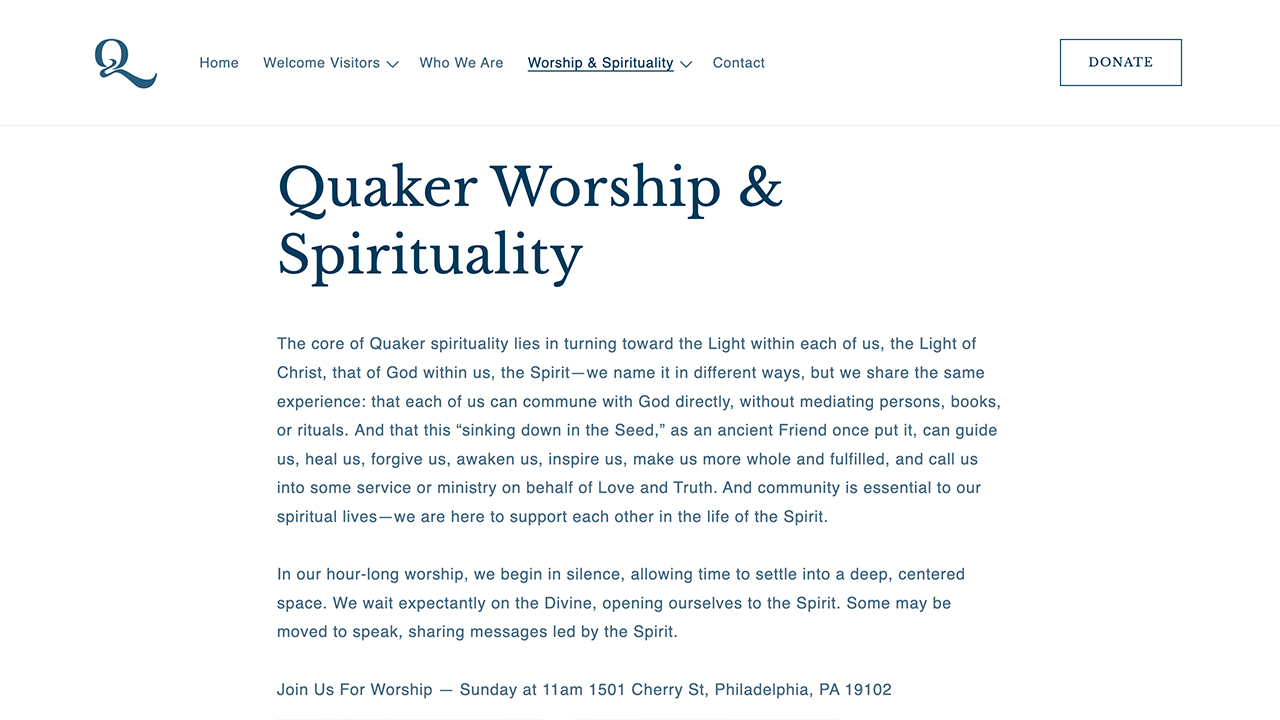 Q
Home Welcome Visitors Who We Are Worship & Spirituality Contact DONATE
Quaker Worship &
Spirituality
The core of Quaker spirituality lies in turning toward the Light within each of us, the Light of
Christ, that of God within us, the Spirit—we name it in different ways, but we share the same
experience: that each of us can commune with God directly, without mediating persons, books,
or rituals. And that this “sinking down in the Seed,” as an ancient Friend once put it, can guide
us, heal us, forgive us, awaken us, inspire us, make us more whole and fulfilled, and call us
into some service or ministry on behalf of Love and Truth. And community is essential to our
spiritual lives—we are here to support each other in the life of the Spirit.
In our hour-long worship, we begin in silence, allowing time to settle into a deep, centered
space. We wait expectantly on the Divine, opening ourselves to the Spirit. Some may be
moved to speak, sharing messages led by the Spirit.
Join Us For Worship — Sunday at 11am 1501 Cherry St, Philadelphia, PA 19102